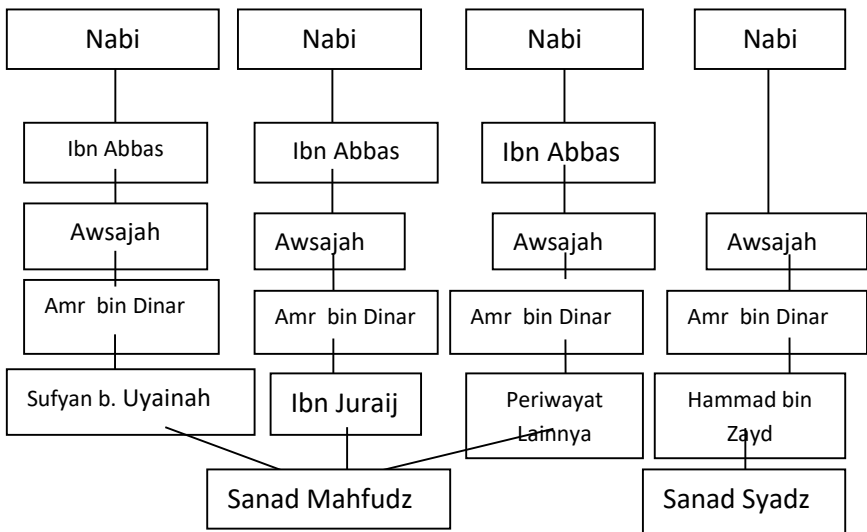 Nabi
Nabi
Nabi
Nabi
Ibn Abbas
Ibn Abbas
Ibn Abbas
Awsajah
Awsajah
Awsajah
Awsajah
Amr bin Dinar
Amr bin Dinar
Amr bin Dinar
Amr bin Dinar
Sufyan b. Uyainah
Ibn Juraij
Periwayat
Lainnya
Hammad bin
Zayd
Sanad Mahfudz
Sanad Syadz